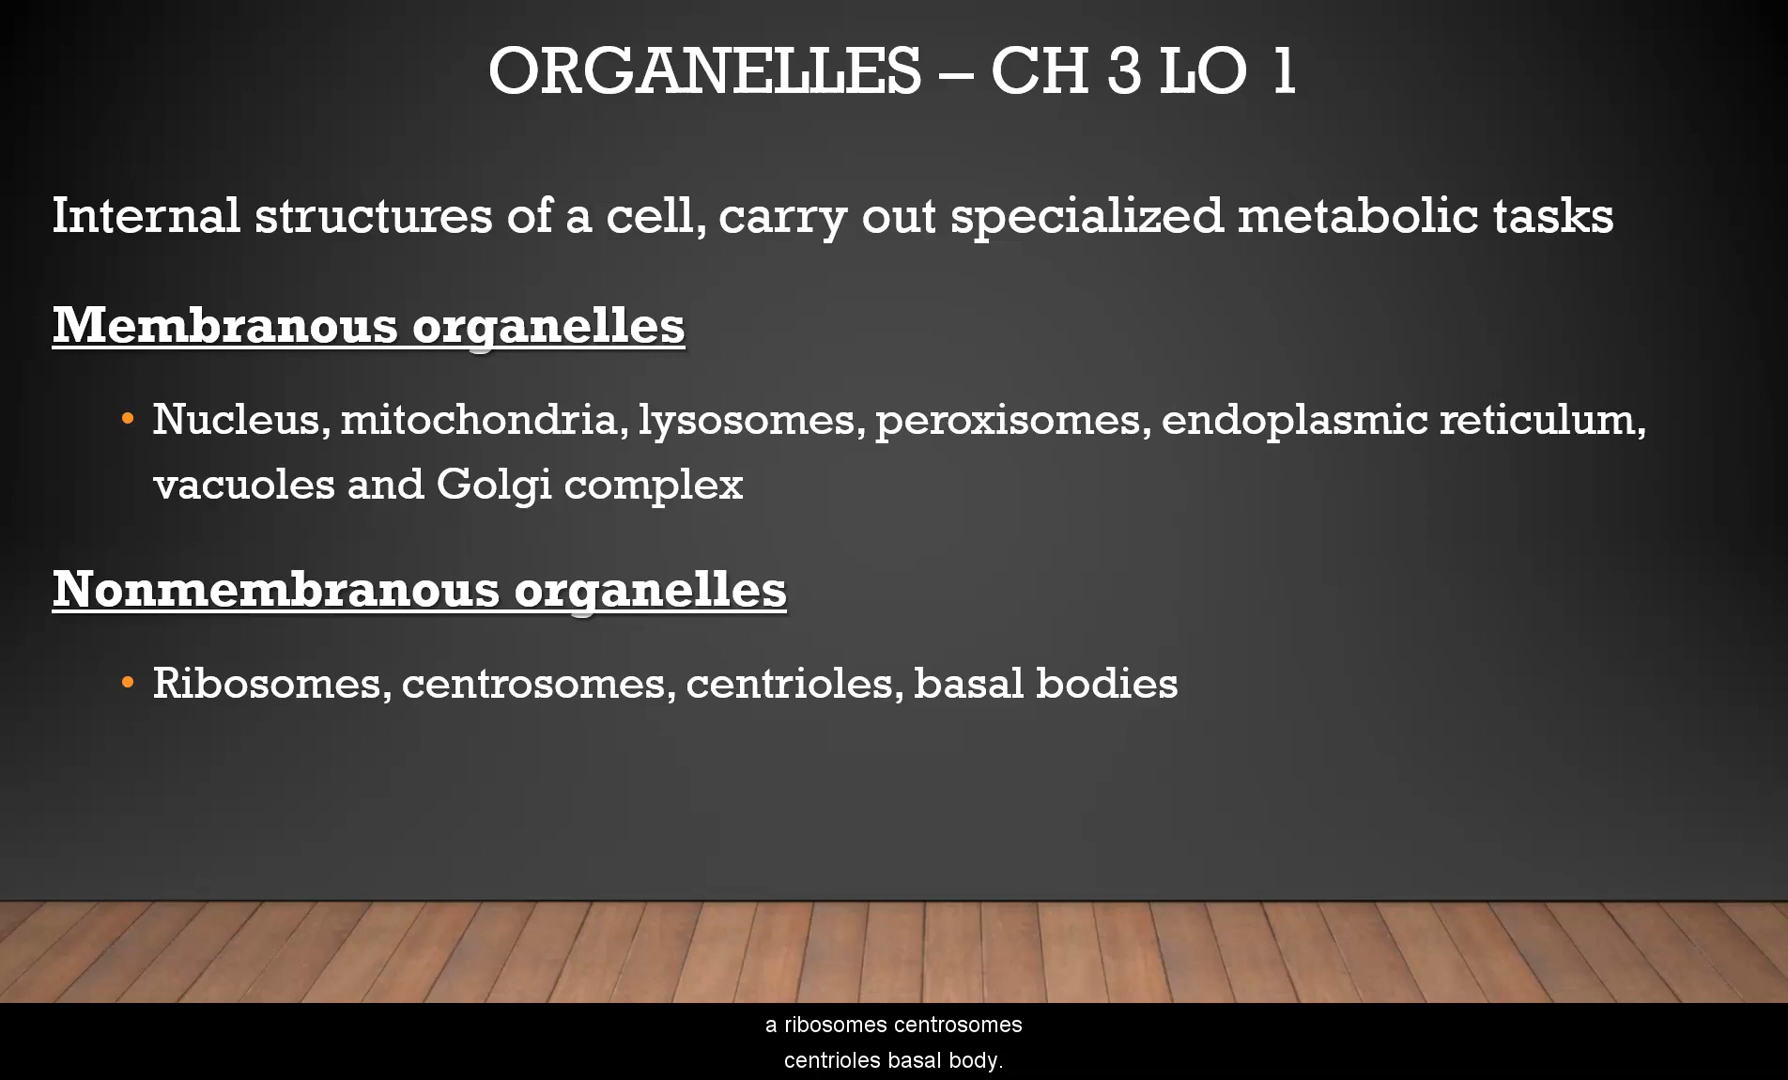 ORGANELLES – CH 3 LO 1
Internal structures of a cell, carry out specialized metabolic tasks
Membranous organelles
• Nucleus, mitochondria, lysosomes, peroxisomes, endoplasmic reticulum,
vacuoles and Golgi complex
Nonmembranous organelles
• Ribosomes, centrosomes, centrioles, basal bodies
a ribosomes centrosomes
centrioles basal body.